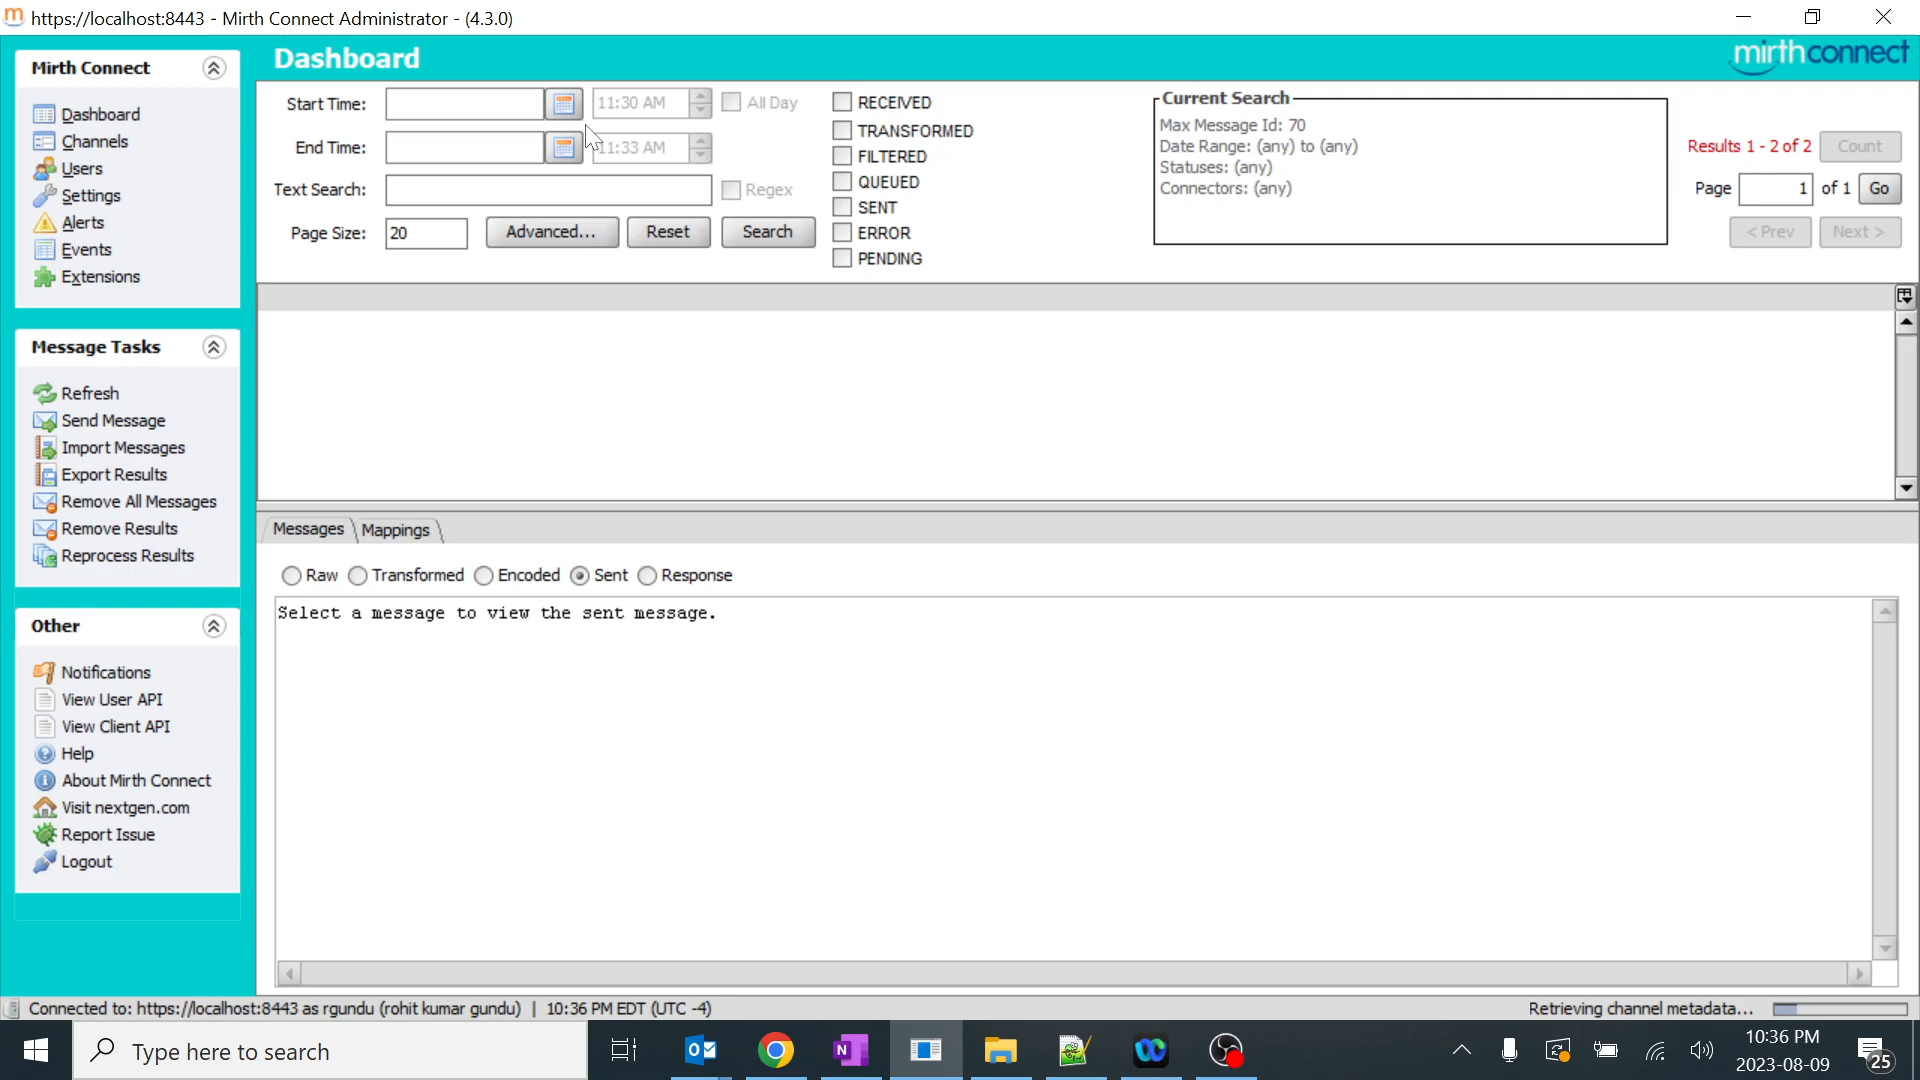 https://localhost:8443 - Mirth Connect Administrator - (4.3.0)
Mirth Connect
Dashboard
Channels
Users
Settings
Alerts
Events
Extensions
Message Tasks
Refresh
Send Message
Import Messages
Export Results
Remove All Messages
Remove Results
Reprocess Results
Other
Notifications
View User API
View Client API
Help
About Mirth Connect
Visit nextgen.com
Report Issue
Logout
Dashboard
mirthconnect
Start Time: 11:30 AM All Day
End Time: 11:33 AM
Text Search: Regex
Page Size: 20 Advanced... Reset Search
RECEIVED
TRANSFORMED
FILTERED
QUEUED
SENT
ERROR
PENDING
Current Search
Max Message Id: 70
Date Range: (any) to (any)
Statuses: (any)
Connectors: (any)
Results 1 - 2 of 2 Count
Page 1 of 1 Go
< Prev Next >
Messages Mappings
Raw Transformed Encoded Sent Response
Select a message to view the sent message.
Connected to: https://localhost:8443 as rgundu (rohit kumar gundu) | 10:36 PM EDT (UTC -4)
Retrieving channel metadata...
Type here to search
10:36 PM
2023-08-09
25